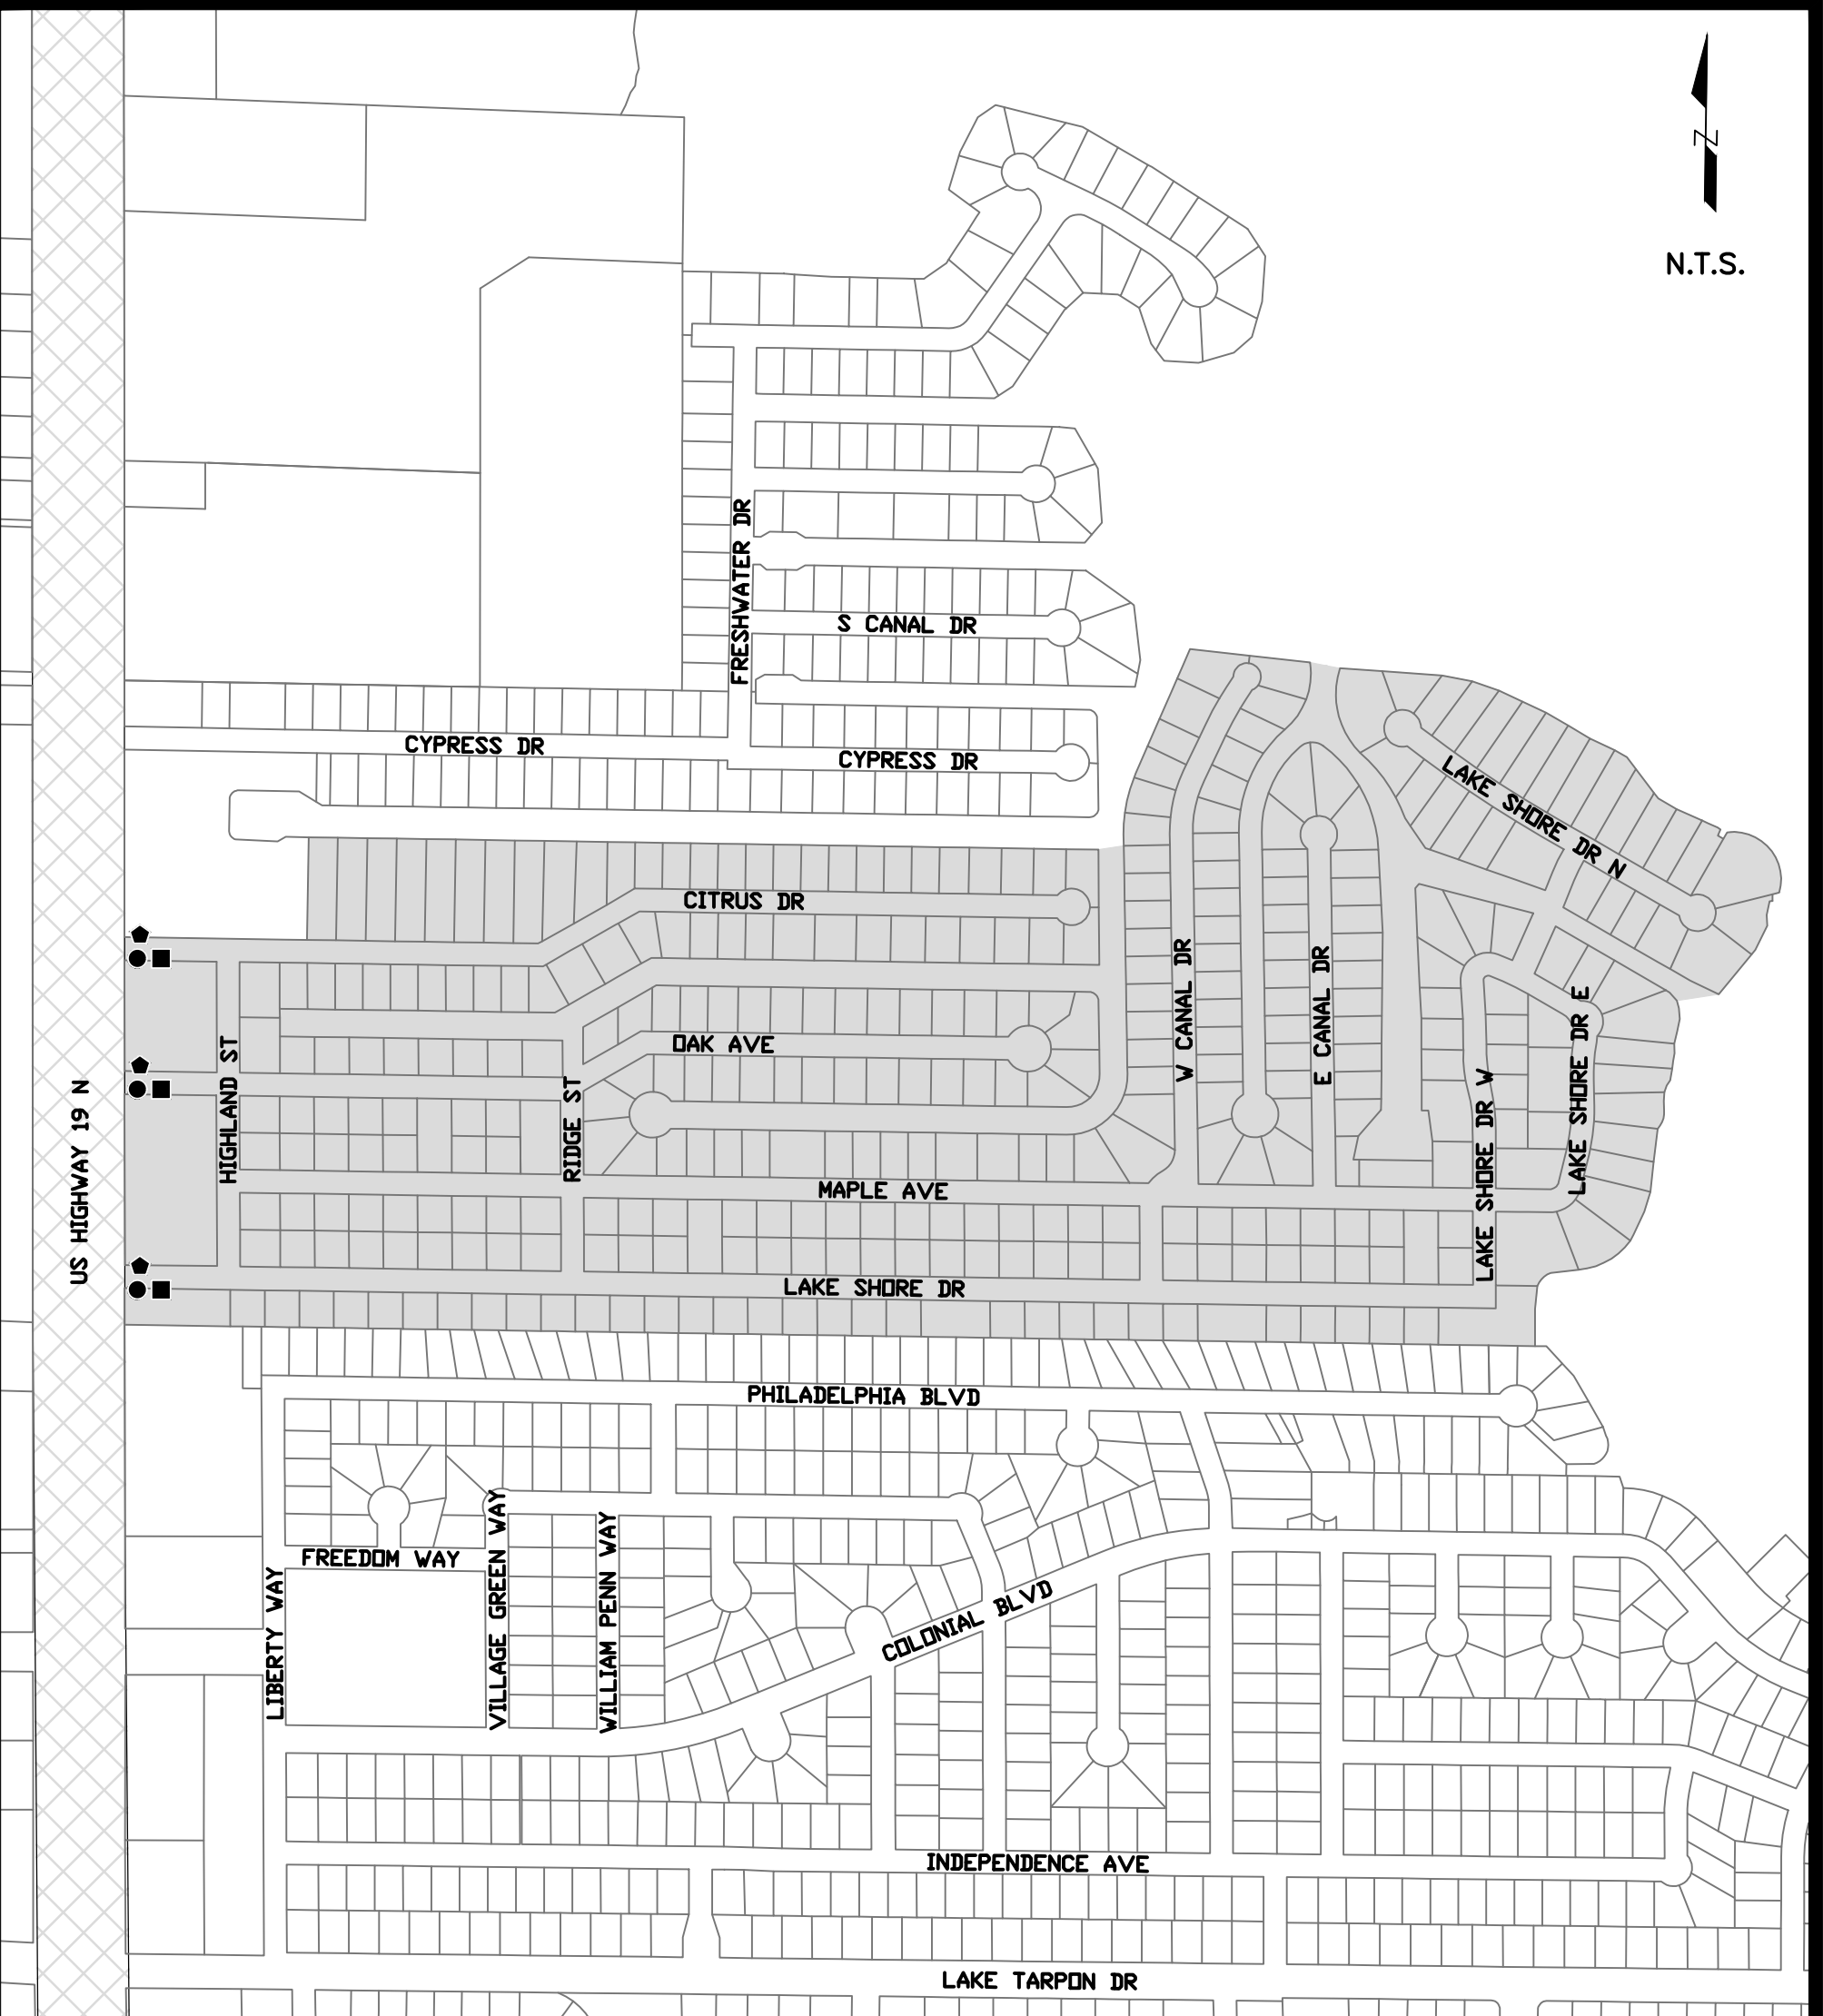 N
N.T.S.
FRESHWATER DR
S CANAL DR
CYPRESS DR
CYPRESS DR
LAKE SHORE DR N
CITRUS DR
W CANAL DR
E CANAL DR
OAK AVE
HIGHLAND ST
RIDGE ST
LAKE SHORE DR E
LAKE SHORE DR W
US HIGHWAY 19 N
MAPLE AVE
LAKE SHORE DR
PHILADELPHIA BLVD
FREEDOM WAY
LIBERTY WAY
VILLAGE GREEN WAY
WILLIAM PENN WAY
COLONIAL BLVD
INDEPENDENCE AVE
LAKE TARPON DR